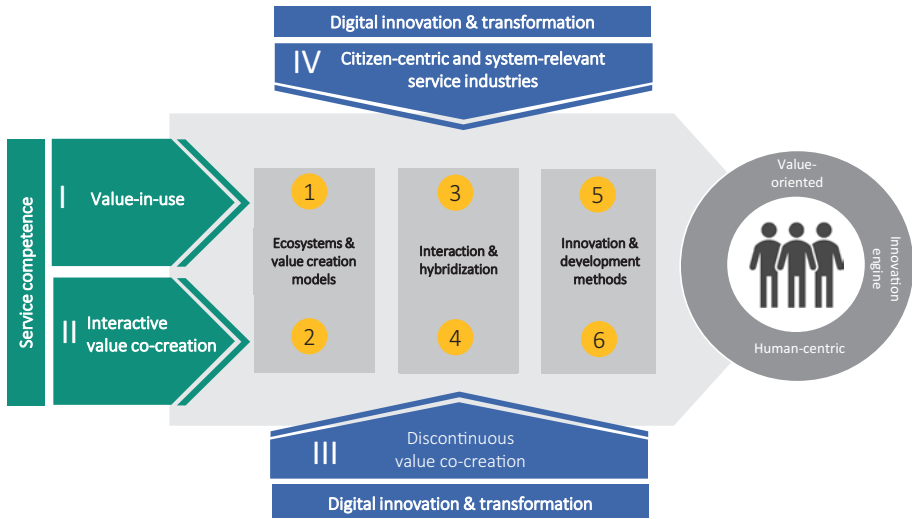 Digital innovation & transformation
IV
Citizen-centric and system-relevant
service industries
Service competence
I
Value-in-use
II
Interactive
value co-creation
1
Ecosystems &
value creation
models
2
3
Interaction &
hybridization
4
5
Innovation &
development
methods
6
Value-
oriented
Innovation
engine
Human-centric
III
Discontinuous
value co-creation
Digital innovation & transformation